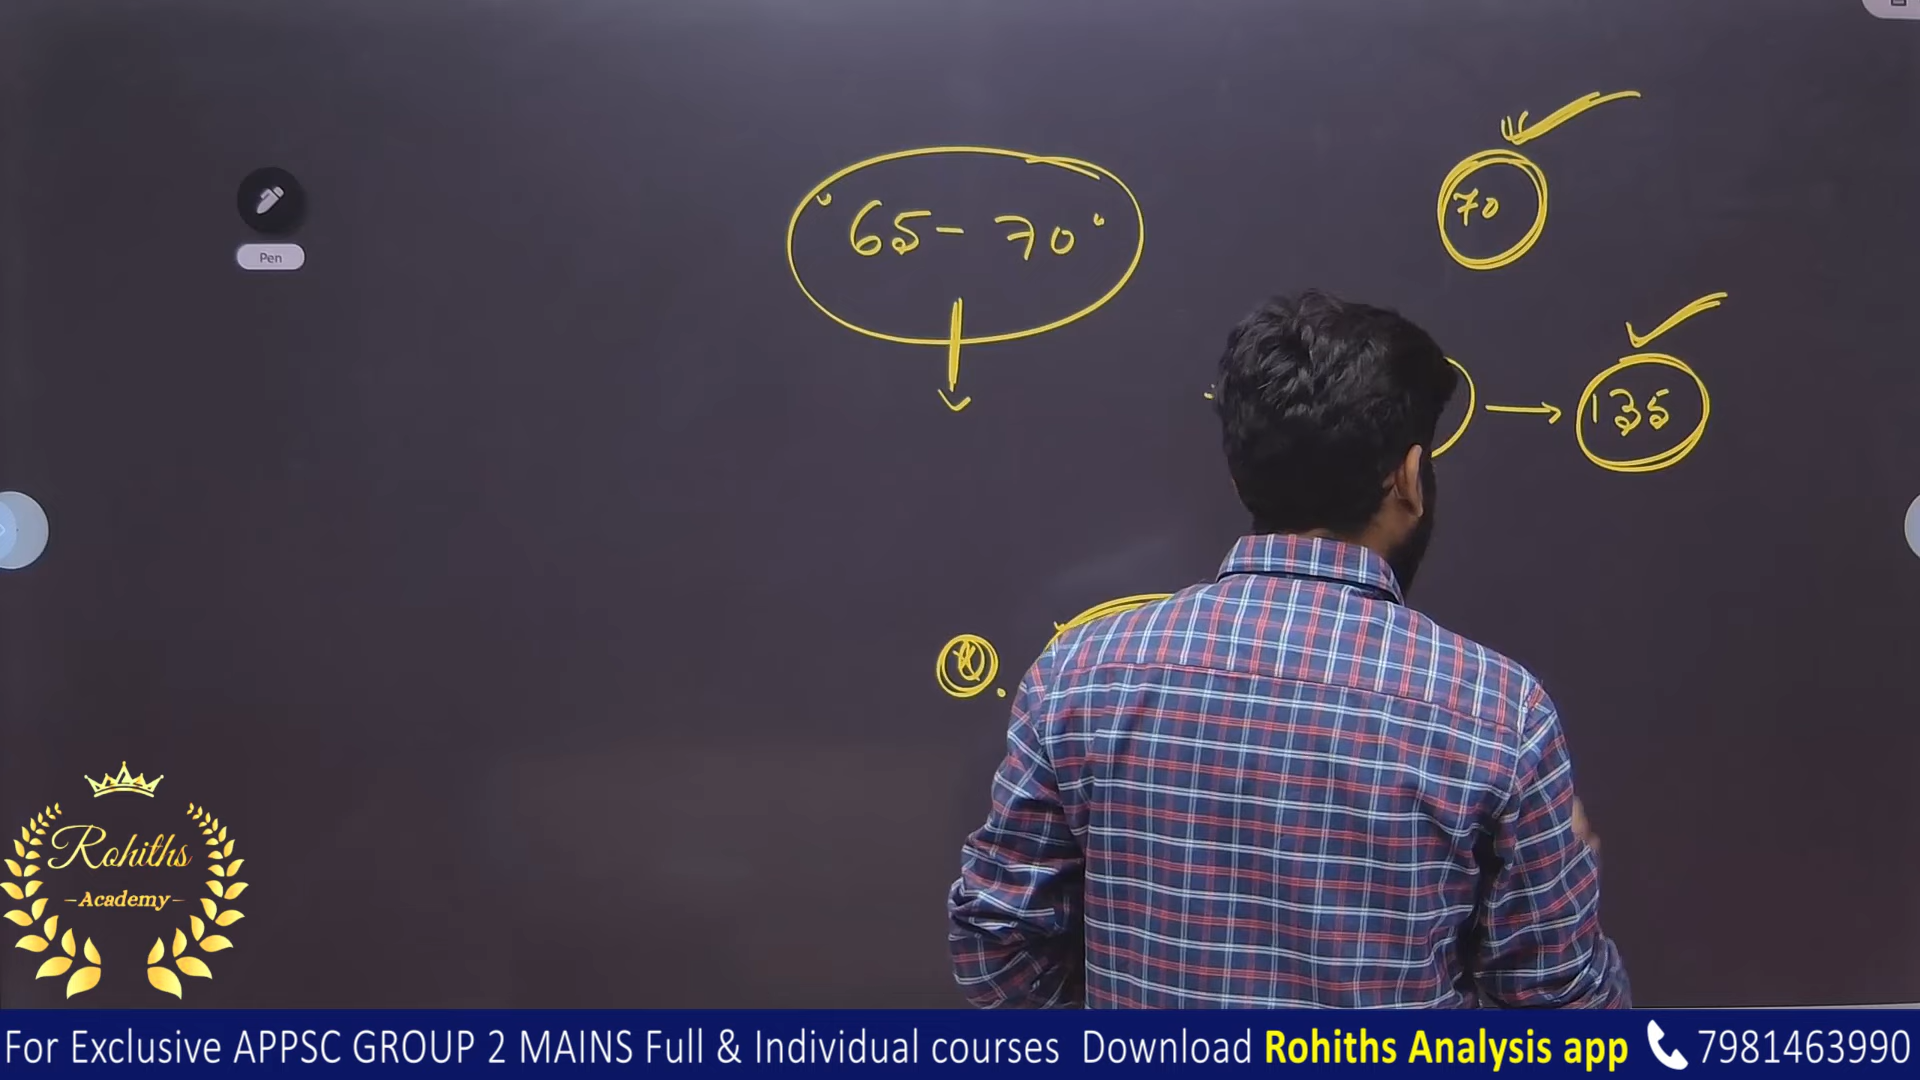 70
65 - 70
135
Pen
Rohiths
Academy
For Exclusive APPSC GROUP 2 MAINS Full & Individual courses Download Rohiths Analysis app 7981463990